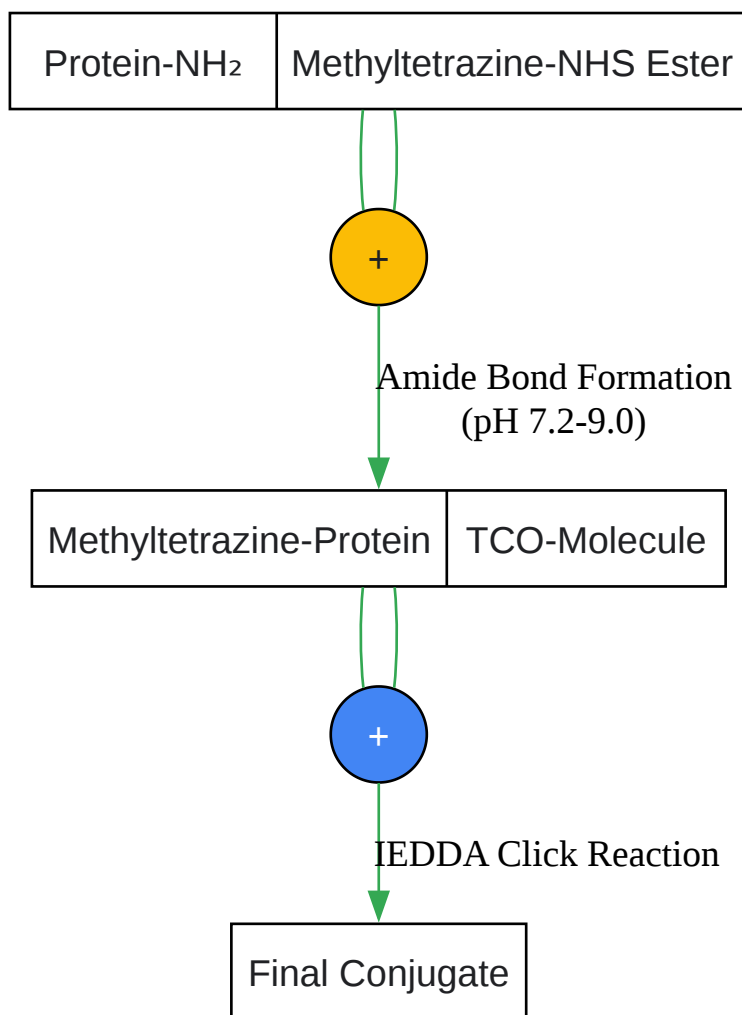 Protein-NH₂ Methyltetrazine-NHS Ester
+
Amide Bond Formation
(pH 7.2-9.0)
Methyltetrazine-Protein TCO-Molecule
+
IEDDA Click Reaction
Final Conjugate